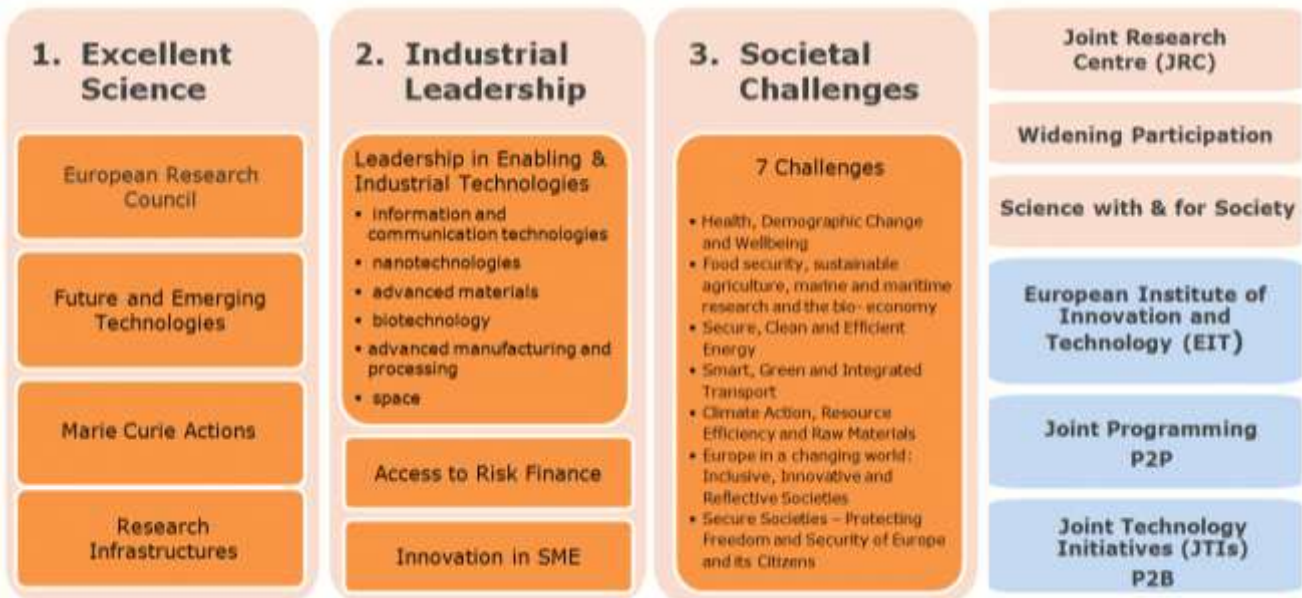 1. Excellent
Science
European Research
Council
Future and Emerging
Technologies
Marie Curie Actions
Research
Infrastructures
2. Industrial
Leadership
Leadership in Enabling &
Industrial Technologies
• information and
communication technologies
• nanotechnologies
• advanced materials
• biotechnology
• advanced manufacturing and
processing
• space
Access to Risk Finance
Innovation in SME
3. Societal
Challenges
7 Challenges
• Health, Demographic Change
and Wellbeing
• Food security, sustainable
agriculture, marine and maritime
research and the bio- economy
• Secure, Clean and Efficient
Energy
• Smart, Green and Integrated
Transport
• Climate Action, Resource
Efficiency and Raw Materials
• Europe in a changing world:
Inclusive, Innovative and
Reflective Societies
• Secure Societies – Protecting
Freedom and Security of Europe
and its Citizens
Joint Research
Centre (JRC)
Widening Participation
Science with & for Society
European Institute of
Innovation and
Technology (EIT)
Joint Programming
P2P
Joint Technology
Initiatives (JTIs)
P2B